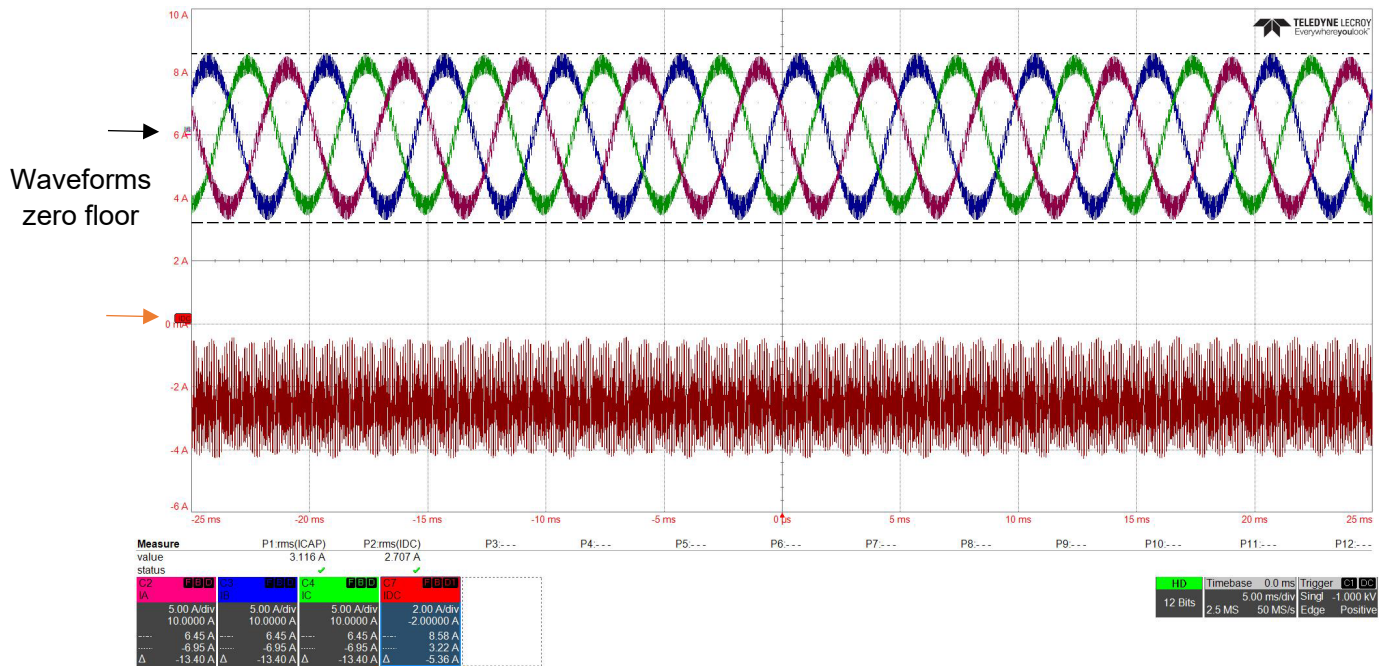 10 A
TELEDYNE LECROY
Everywhereyoulook"
8 A
6 A
Waveforms
zero floor
4 A
2 A
IDC
0 mA
-2 A
-4 A
-6 A
-25 ms -20 ms -15 ms -10 ms -5 ms 0 µs 5 ms 10 ms 15 ms 20 ms 25 ms
Measure P1:rms(ICAP) P2:rms(IDC) P3:--- P4:--- P5:--- P6:--- P7:--- P8:--- P9:--- P10:--- P11:--- P12:---
value 3.116 A 2.707 A
status
C2 F B D C4 F B D C7
IA IB IC IDC
5.00 A/div 5.00 A/div 5.00 A/div 2.00 A/div
10.0000 A 10.0000 A 10.0000 A -2.00000 A
6.45 A 6.45 A 6.45 A 8.58 A
-6.95 A -6.95 A -6.95 A 3.22 A
Δ -13.40 A Δ -13.40 A Δ -13.40 A Δ -5.36 A
HD Timebase 0.0 ms Trigger C1 DC
12 Bits 5.00 ms/div Singl -1.000 kV
2.5 MS 50 MS/s Edge Positive